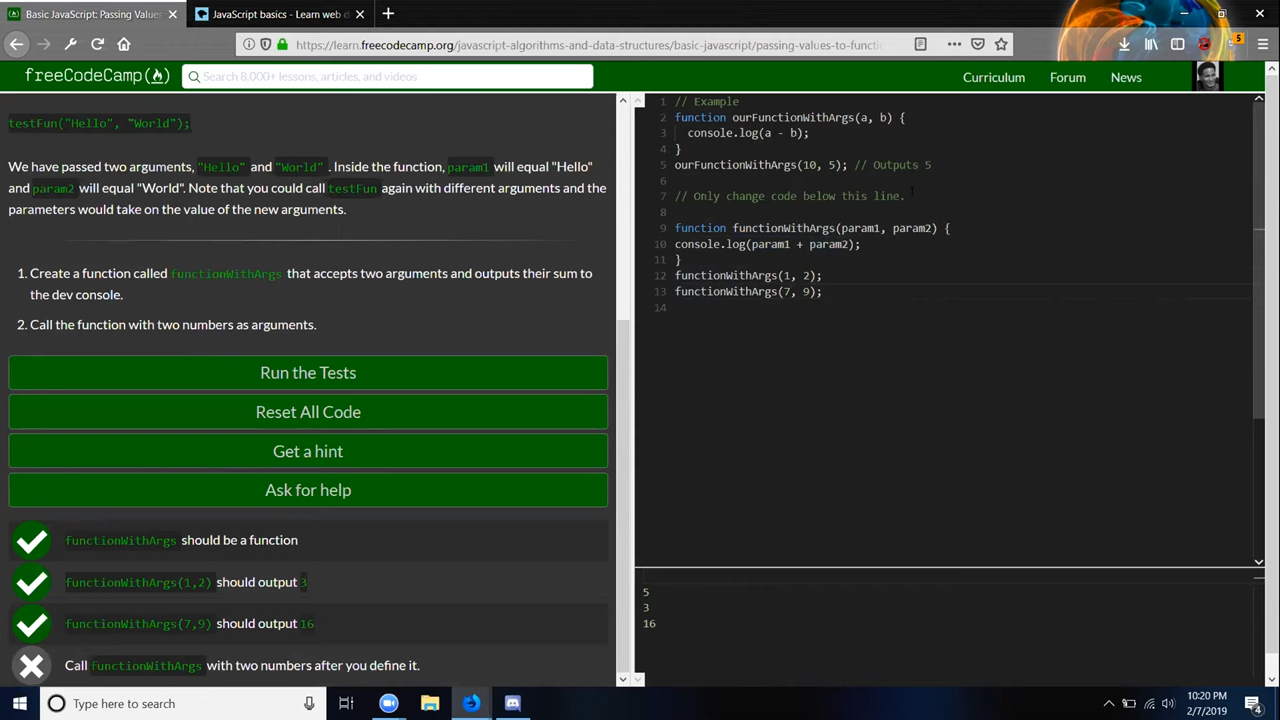 Basic JavaScript: Passing Values
JavaScript basics - Learn web d
https://learn.freecodecamp.org/javascript-algorithms-and-data-structures/basic-javascript/passing-values-to-functi
5
freeCodeCamp
Search 8,000+ lessons, articles, and videos
Curriculum
Forum
News
testFun("Hello", "World");
We have passed two arguments, "Hello" and "World" . Inside the function, param1 will equal "Hello"
and param2 will equal "World". Note that you could call testFun again with different arguments and the
parameters would take on the value of the new arguments.
1. Create a function called functionWithArgs that accepts two arguments and outputs their sum to
the dev console.
2. Call the function with two numbers as arguments.
Run the Tests
Reset All Code
Get a hint
Ask for help
functionWithArgs should be a function
functionWithArgs(1,2) should output 3
functionWithArgs(7,9) should output 16
Call functionWithArgs with two numbers after you define it.
1 // Example
2 function ourFunctionWithArgs(a, b) {
3 console.log(a - b);
4 }
5 ourFunctionWithArgs(10, 5); // Outputs 5
6
7 // Only change code below this line.
8
9 function functionWithArgs(param1, param2) {
10 console.log(param1 + param2);
11 }
12 functionWithArgs(1, 2);
13 functionWithArgs(7, 9);
14
5
3
16
Type here to search
10:20 PM
2/7/2019
4